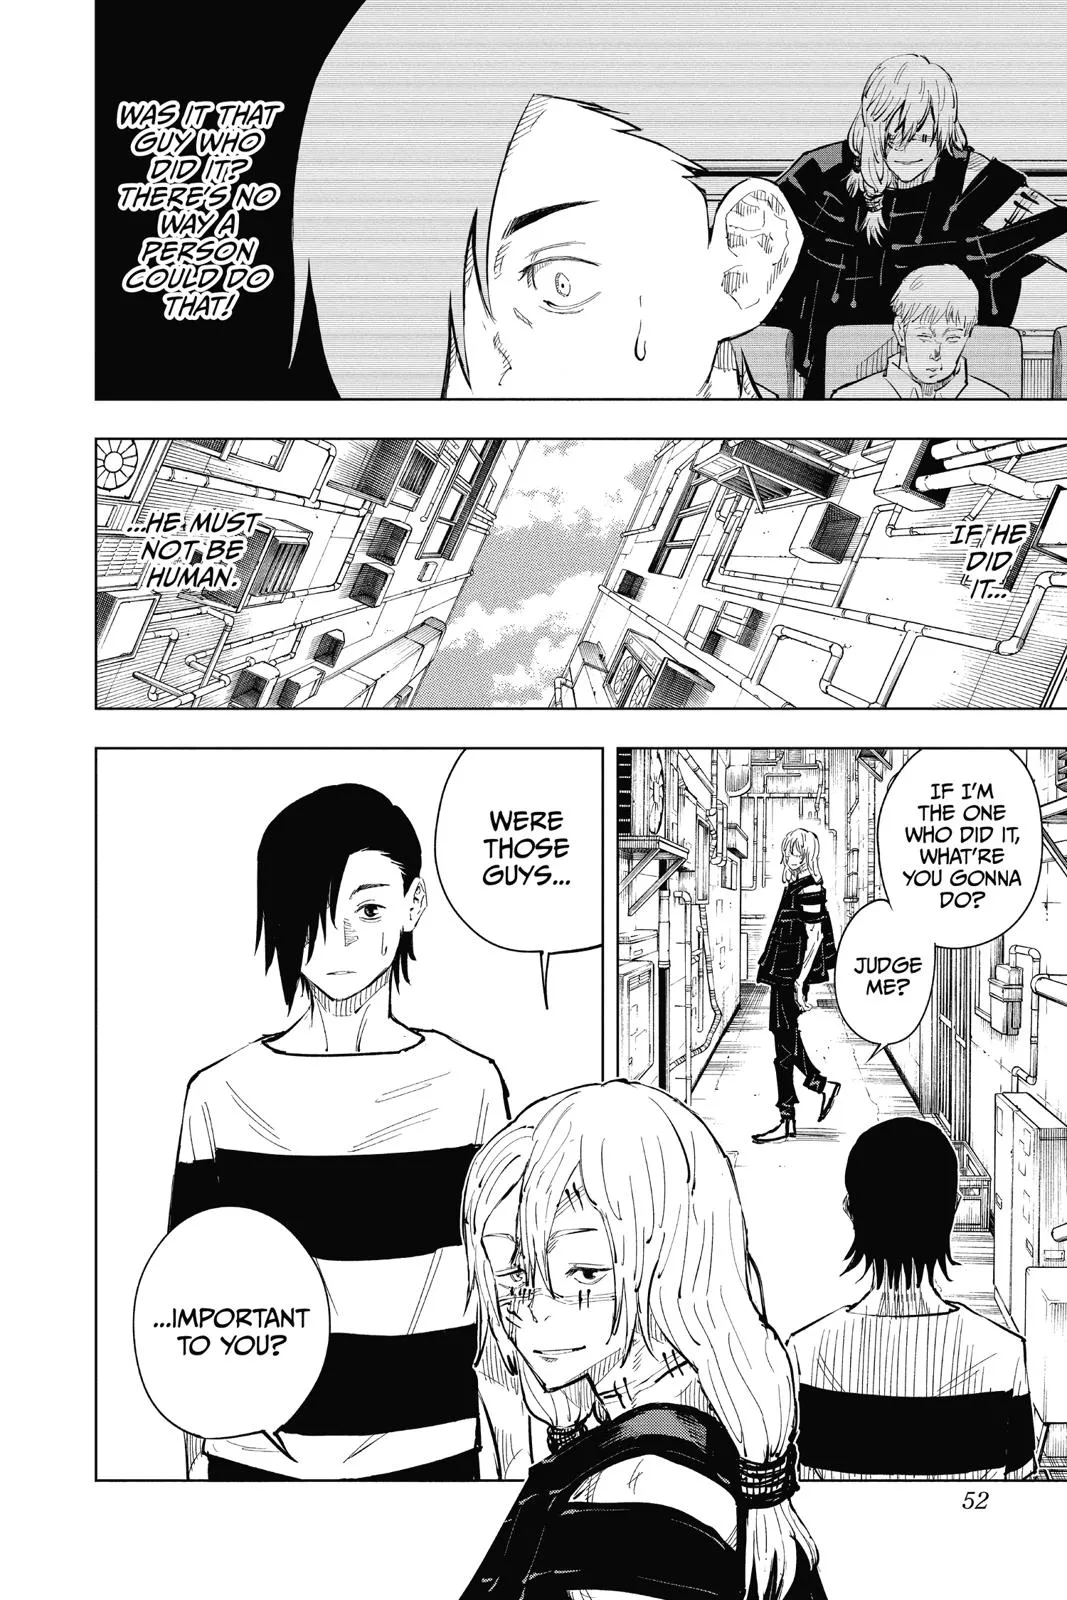 WAS IT THAT
GUY WHO
DID IT?
THERE'S NO
WAY A
PERSON
COULD DO
THAT!
IF HE
DID
IT...
...HE MUST
NOT BE
HUMAN.
IF I'M
THE ONE
WHO DID IT,
WHAT'RE
YOU GONNA
DO?
JUDGE
ME?
WERE
THOSE
GUYS...
...IMPORTANT
TO YOU?
52